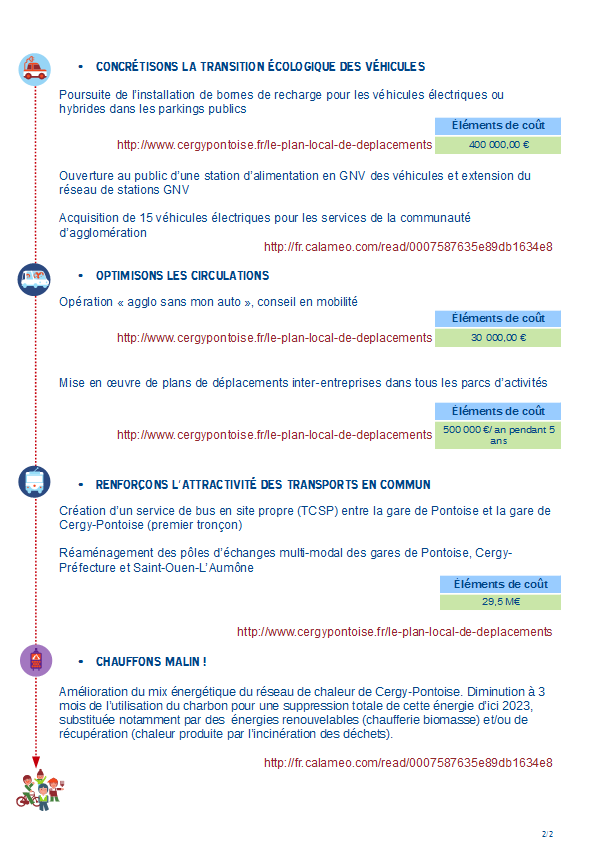 • CONCRÉTISONS LA TRANSITION ÉCOLOGIQUE DES VÉHICULES
Poursuite de l'installation de bornes de recharge pour les véhicules électriques ou
hybrides dans les parkings publics
Éléments de coût
http://www.cergypontoise.fr/le-plan-local-de-deplacements
400 000,00 €
Ouverture au public d'une station d'alimentation en GNV des véhicules et extension du
réseau de stations GNV
Acquisition de 15 véhicules électriques pour les services de la communauté
d'agglomération
http://fr.calameo.com/read/0007587635e89db1634e8
• OPTIMISONS LES CIRCULATIONS
Opération « agglo sans mon auto », conseil en mobilité
Éléments de coût
http://www.cergypontoise.fr/le-plan-local-de-deplacements
30 000,00 €
Mise en œuvre de plans de déplacements inter-entreprises dans tous les parcs d'activités
Éléments de coût
http://www.cergypontoise.fr/le-plan-local-de-deplacements
500 000 €/ an pendant 5
ans
• RENFORÇONS L'ATTRACTIVITÉ DES TRANSPORTS EN COMMUN
Création d'un service de bus en site propre (TCSP) entre la gare de Pontoise et la gare de
Cergy-Pontoise (premier tronçon)
Réaménagement des pôles d'échanges multi-modal des gares de Pontoise, Cergy-
Préfecture et Saint-Ouen-L'Aumône
Éléments de coût
29,5 M€
http://www.cergypontoise.fr/le-plan-local-de-deplacements
• CHAUFFONS MALIN !
Amélioration du mix énergétique du réseau de chaleur de Cergy-Pontoise. Diminution à 3
mois de l'utilisation du charbon pour une suppression totale de cette énergie d'ici 2023,
substituée notamment par des énergies renouvelables (chaufferie biomasse) et/ou de
récupération (chaleur produite par l'incinération des déchets).
http://fr.calameo.com/read/0007587635e89db1634e8
2/2